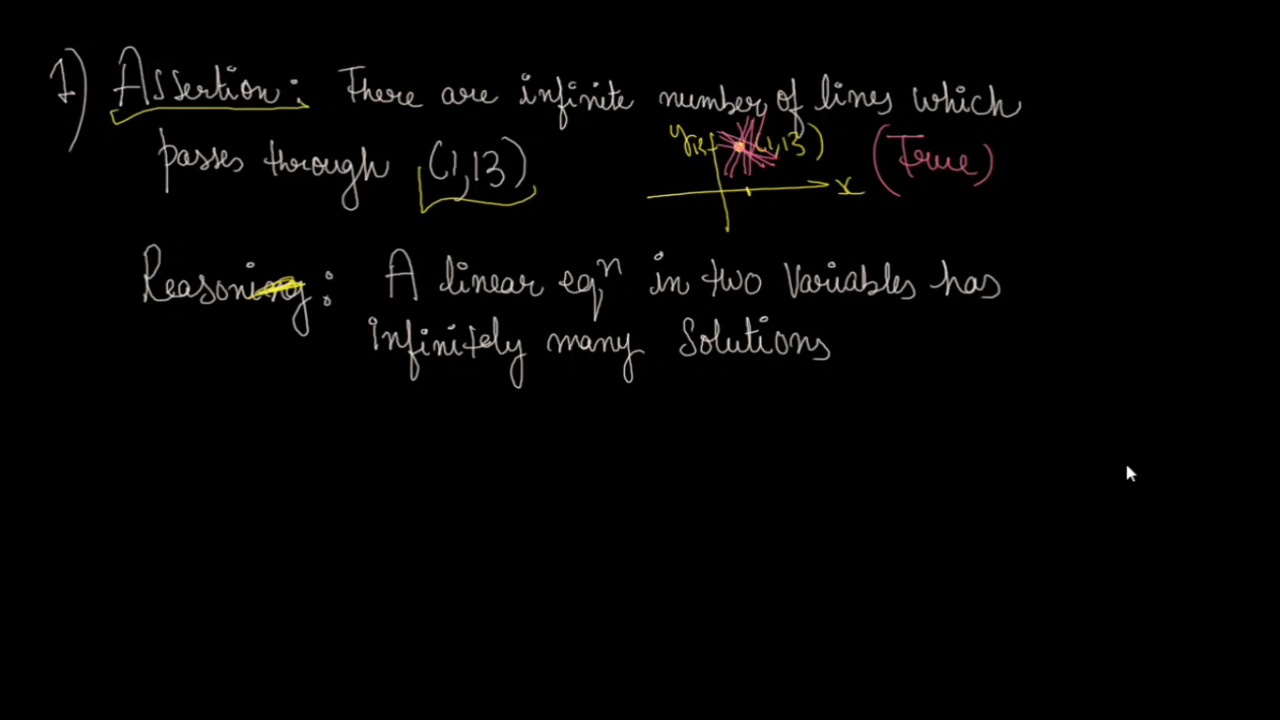 1) Assertion: There are infinite number of lines which
passes through (1,13)
y 13 (1,13)
x
(True)
Reasoning: A linear eqⁿ in two variables has
infinitely many solutions